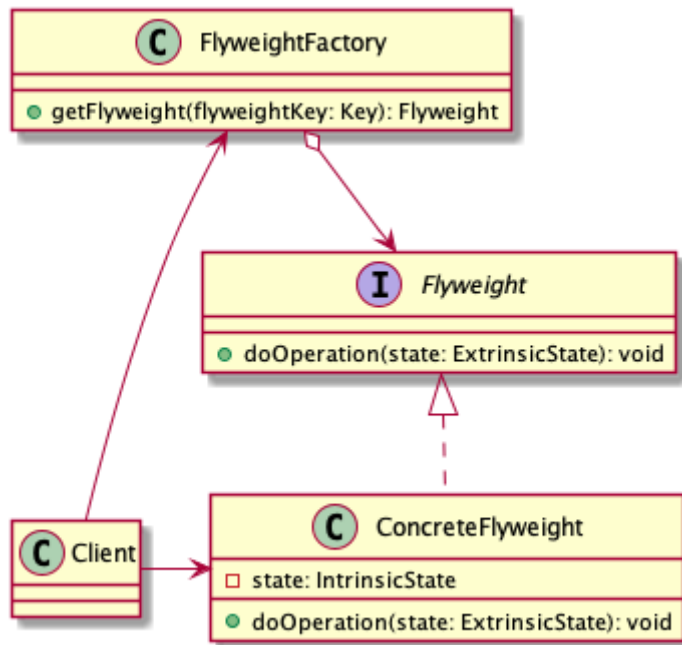 C FlyweightFactory
getFlyweight(flyweightKey: Key): Flyweight
I Flyweight
doOperation(state: ExtrinsicState): void
C Client
C ConcreteFlyweight
state: IntrinsicState
doOperation(state: ExtrinsicState): void